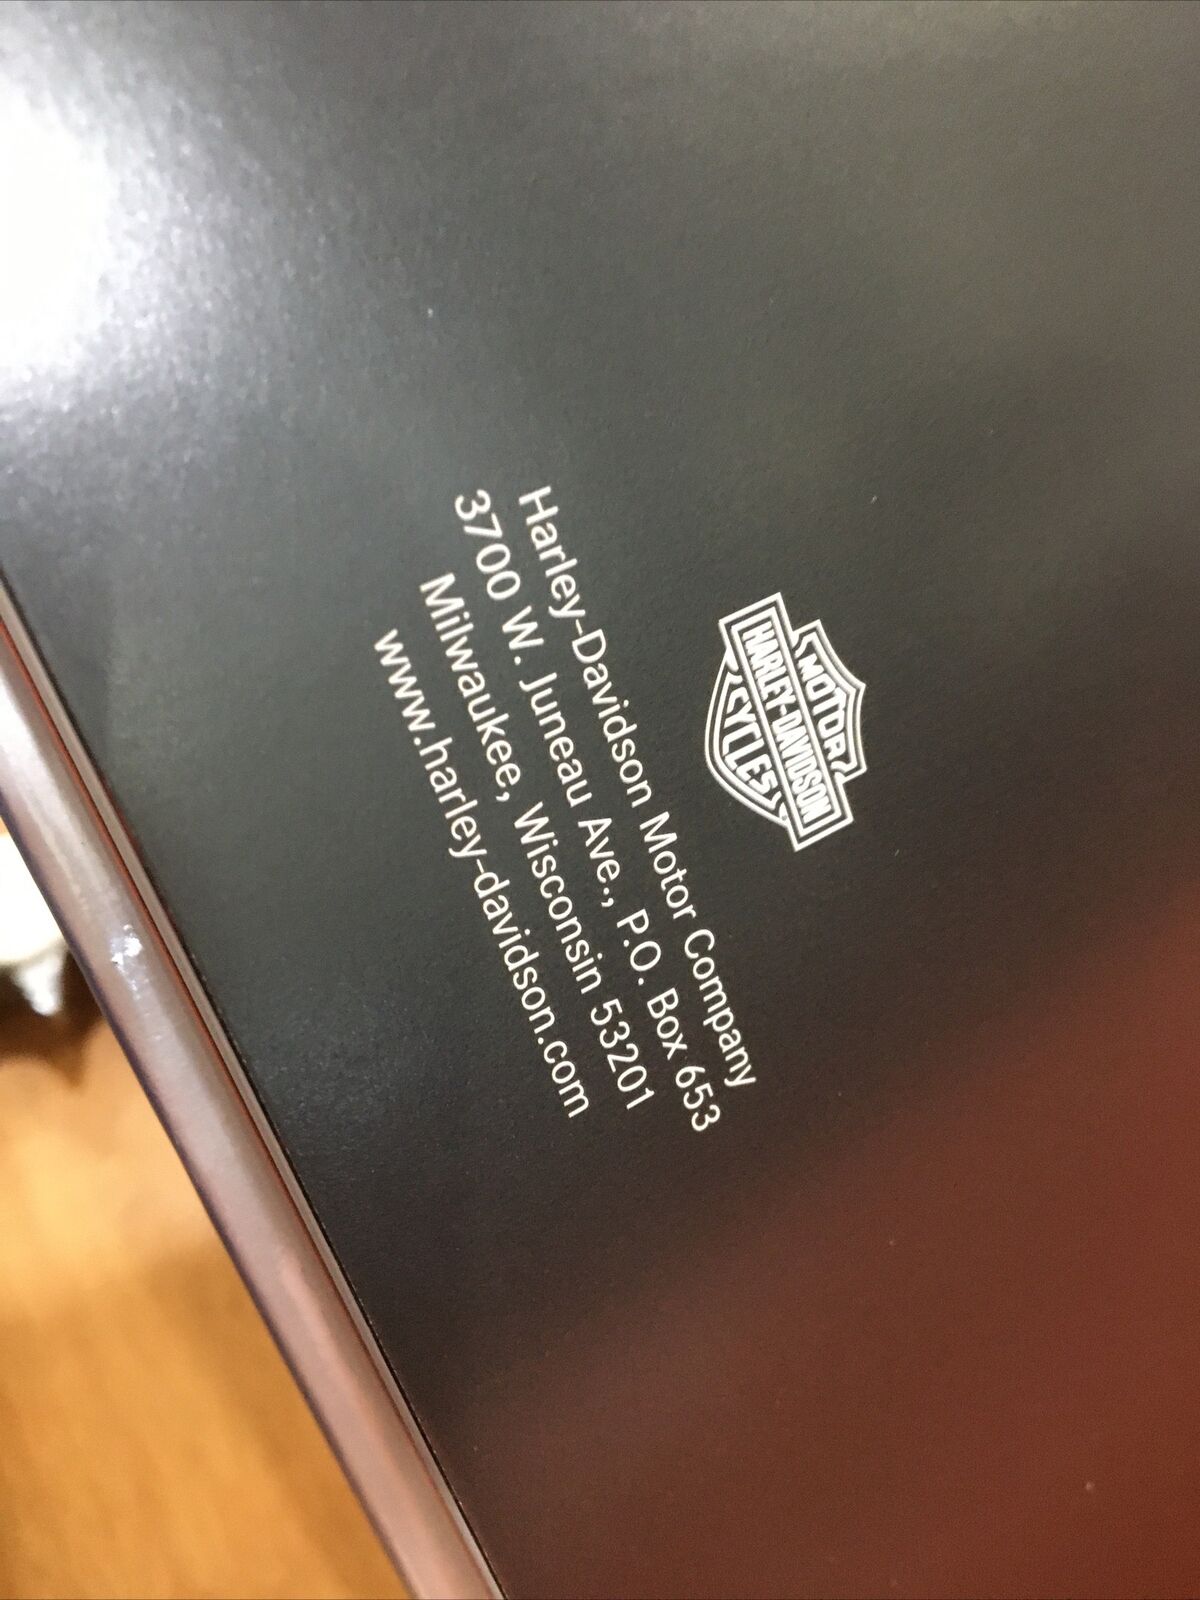 MOTOR
HARLEY-DAVIDSON
CYCLES
Harley-Davidson Motor Company
3700 W. Juneau Ave., P.O. Box 653
Milwaukee, Wisconsin 53201
www.harley-davidson.com